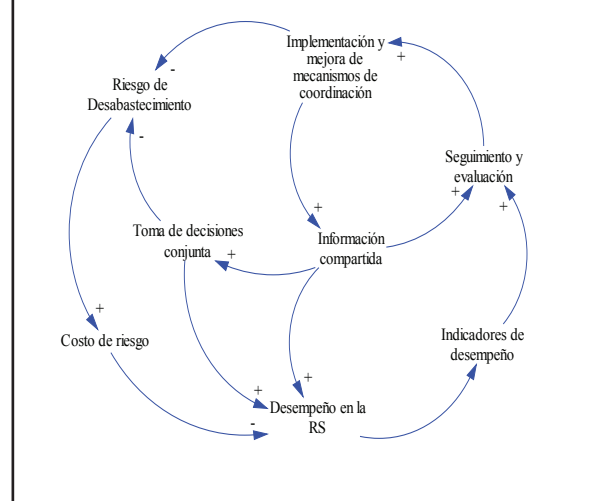 Implementación y
mejora de
mecanismos de
coordinación
+
-
Riesgo de
Desabastecimiento
-
Seguimiento y
evaluación
+
+
+
Toma de decisiones
conjunta
+
Información
compartida
+
Costo de riesgo
Indicadores de
desempeño
+
+
-
Desempeño en la
RS